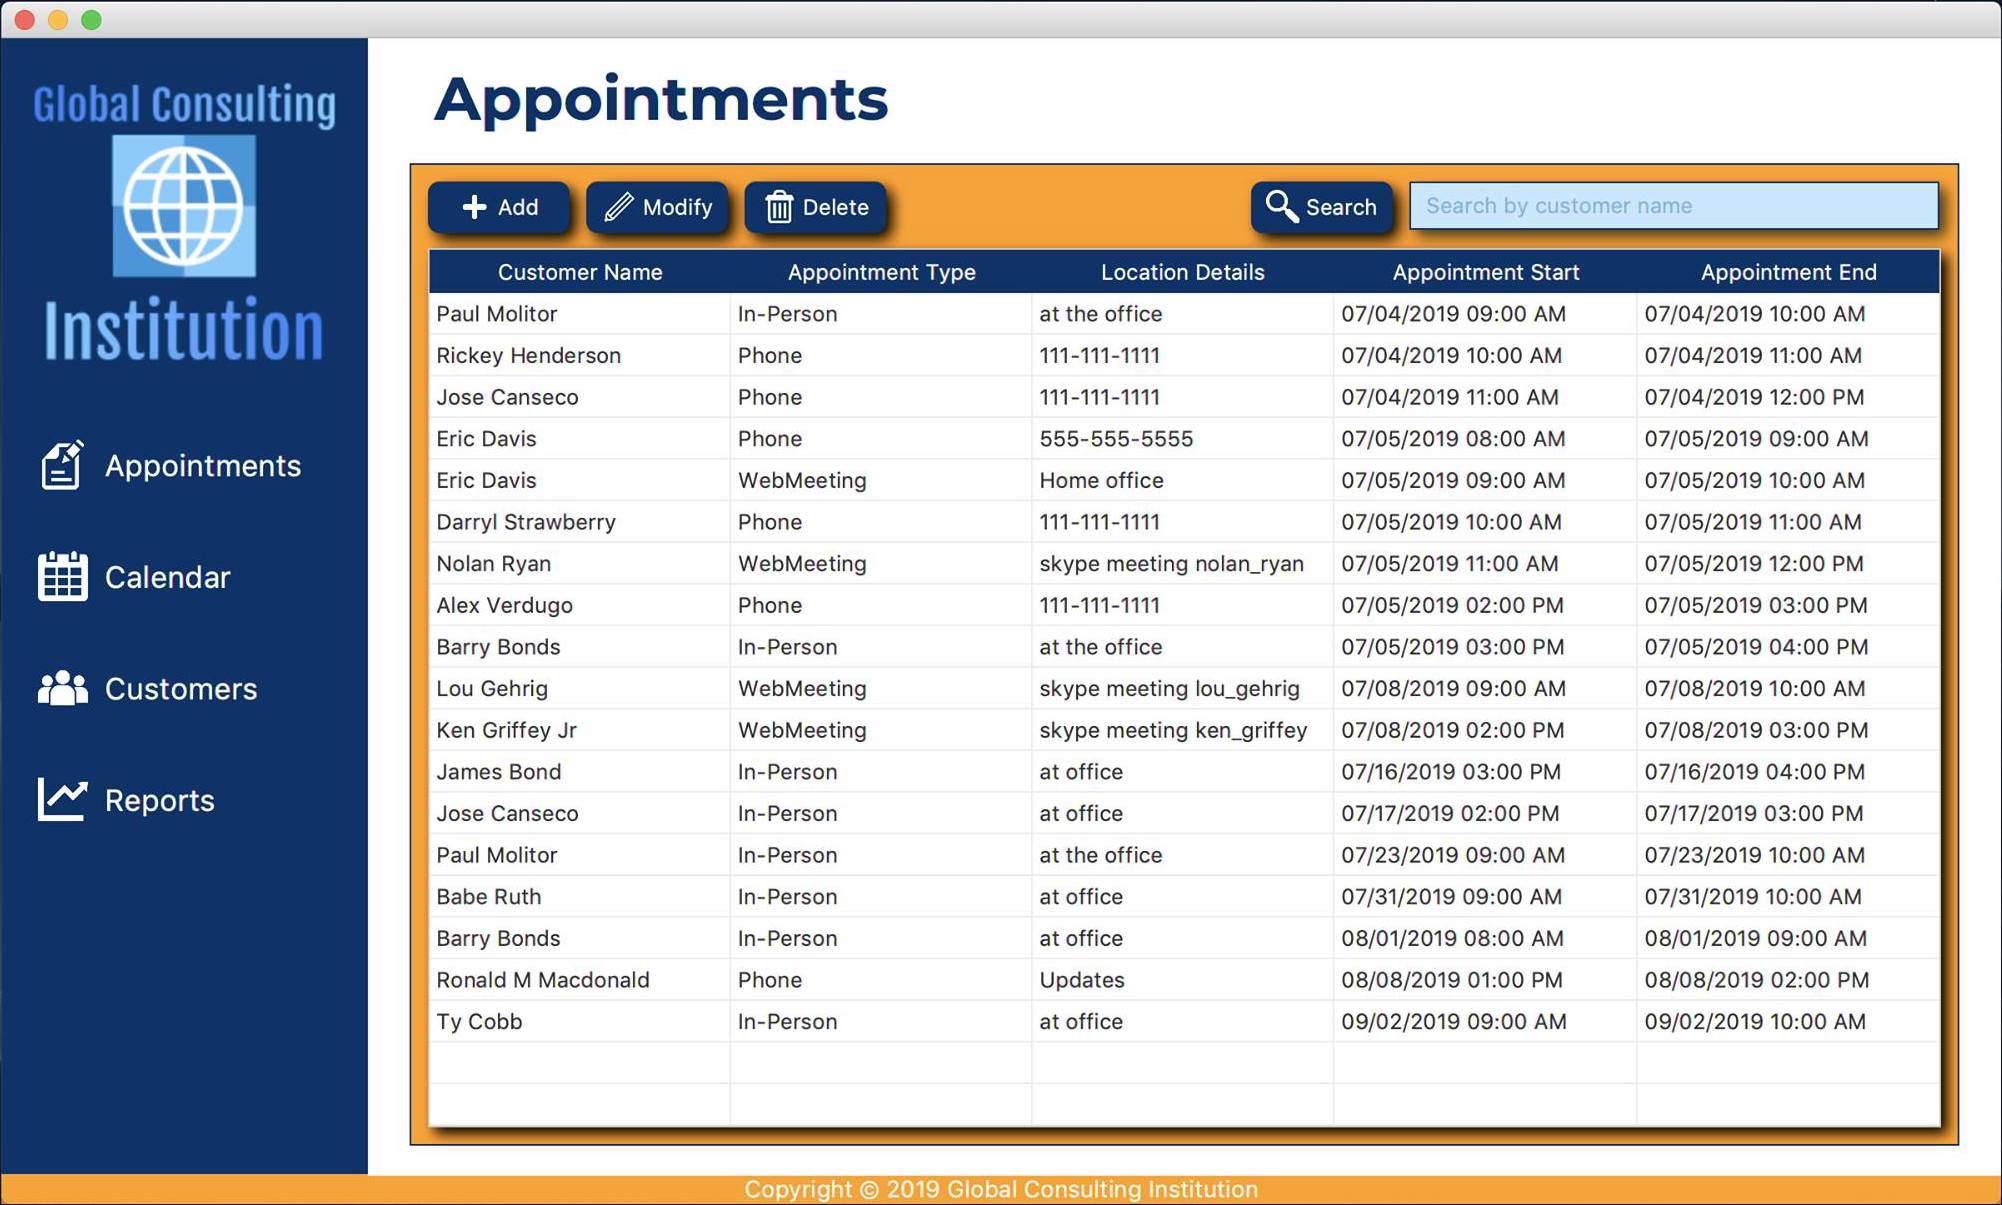 Global Consulting
Institution
Appointments
Calendar
Customers
Reports
Appointments
Add Modify Delete Search Search by customer name
Customer Name Appointment Type Location Details Appointment Start Appointment End
Paul Molitor In-Person at the office 07/04/2019 09:00 AM 07/04/2019 10:00 AM
Rickey Henderson Phone 111-111-1111 07/04/2019 10:00 AM 07/04/2019 11:00 AM
Jose Canseco Phone 111-111-1111 07/04/2019 11:00 AM 07/04/2019 12:00 PM
Eric Davis Phone 555-555-5555 07/05/2019 08:00 AM 07/05/2019 09:00 AM
Eric Davis WebMeeting Home office 07/05/2019 09:00 AM 07/05/2019 10:00 AM
Darryl Strawberry Phone 111-111-1111 07/05/2019 10:00 AM 07/05/2019 11:00 AM
Nolan Ryan WebMeeting skype meeting nolan_ryan 07/05/2019 11:00 AM 07/05/2019 12:00 PM
Alex Verdugo Phone 111-111-1111 07/05/2019 02:00 PM 07/05/2019 03:00 PM
Barry Bonds In-Person at the office 07/05/2019 03:00 PM 07/05/2019 04:00 PM
Lou Gehrig WebMeeting skype meeting lou_gehrig 07/08/2019 09:00 AM 07/08/2019 10:00 AM
Ken Griffey Jr WebMeeting skype meeting ken_griffey 07/08/2019 02:00 PM 07/08/2019 03:00 PM
James Bond In-Person at office 07/16/2019 03:00 PM 07/16/2019 04:00 PM
Jose Canseco In-Person at office 07/17/2019 02:00 PM 07/17/2019 03:00 PM
Paul Molitor In-Person at the office 07/23/2019 09:00 AM 07/23/2019 10:00 AM
Babe Ruth In-Person at office 07/31/2019 09:00 AM 07/31/2019 10:00 AM
Barry Bonds In-Person at office 08/01/2019 08:00 AM 08/01/2019 09:00 AM
Ronald M Macdonald Phone Updates 08/08/2019 01:00 PM 08/08/2019 02:00 PM
Ty Cobb In-Person at office 09/02/2019 09:00 AM 09/02/2019 10:00 AM
Copyright © 2019 Global Consulting Institution